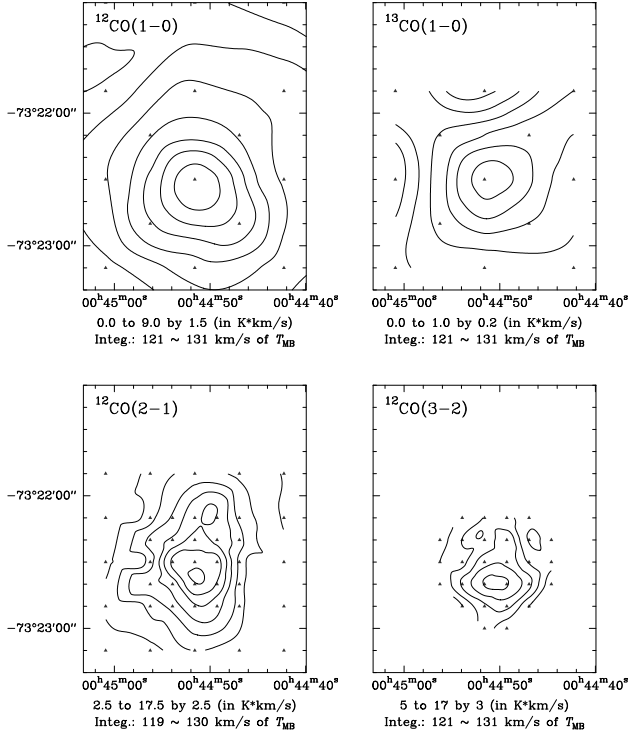 ¹²CO(1−0)
−73°22′00″
−73°23′00″
00ʰ45ᵐ00ˢ 00ʰ44ᵐ50ˢ 00ʰ44ᵐ40ˢ
0.0 to 9.0 by 1.5 (in K*km/s)
Integ.: 121 ~ 131 km/s of T_MB
¹³CO(1−0)
00ʰ45ᵐ00ˢ 00ʰ44ᵐ50ˢ 00ʰ44ᵐ40ˢ
0.0 to 1.0 by 0.2 (in K*km/s)
Integ.: 121 ~ 131 km/s of T_MB
¹²CO(2−1)
−73°22′00″
−73°23′00″
00ʰ45ᵐ00ˢ 00ʰ44ᵐ50ˢ 00ʰ44ᵐ40ˢ
2.5 to 17.5 by 2.5 (in K*km/s)
Integ.: 119 ~ 130 km/s of T_MB
¹²CO(3−2)
00ʰ45ᵐ00ˢ 00ʰ44ᵐ50ˢ 00ʰ44ᵐ40ˢ
5 to 17 by 3 (in K*km/s)
Integ.: 121 ~ 131 km/s of T_MB